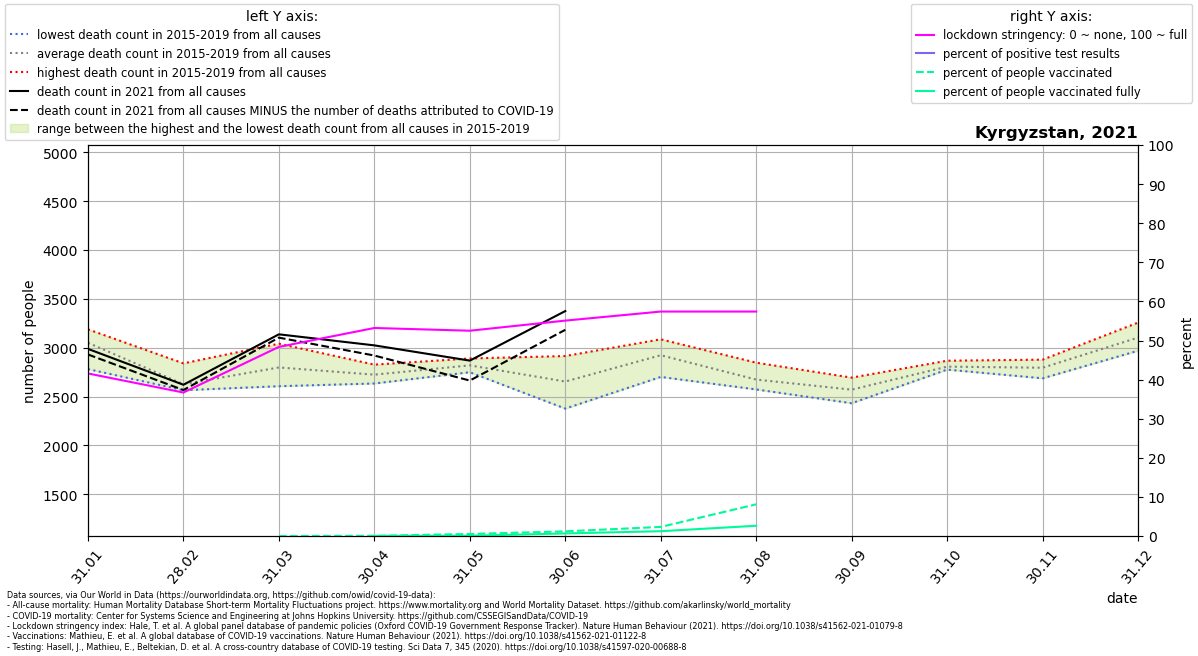 left Y axis:
lowest death count in 2015-2019 from all causes
average death count in 2015-2019 from all causes
highest death count in 2015-2019 from all causes
death count in 2021 from all causes
death count in 2021 from all causes MINUS the number of deaths attributed to COVID-19
range between the highest and the lowest death count from all causes in 2015-2019
right Y axis:
lockdown stringency: 0 ~ none, 100 ~ full
percent of positive test results
percent of people vaccinated
percent of people vaccinated fully
Kyrgyzstan, 2021
5000
4500
4000
3500
3000
2500
2000
1500
number of people
100
90
80
70
60
50
40
30
20
10
0
percent
31.01
28.02
31.03
30.04
31.05
30.06
31.07
31.08
30.09
31.10
30.11
31.12
date
Data sources, via Our World in Data (https://ourworldindata.org, https://github.com/owid/covid-19-data):
- All-cause mortality: Human Mortality Database Short-term Mortality Fluctuations project. https://www.mortality.org and World Mortality Dataset. https://github.com/akarlinsky/world_mortality
- COVID-19 mortality: Center for Systems Science and Engineering at Johns Hopkins University. https://github.com/CSSEGISandData/COVID-19
- Lockdown stringency index: Hale, T. et al. A global panel database of pandemic policies (Oxford COVID-19 Government Response Tracker). Nature Human Behaviour (2021). https://doi.org/10.1038/s41562-021-01079-8
- Vaccinations: Mathieu, E. et al. A global database of COVID-19 vaccinations. Nature Human Behaviour (2021). https://doi.org/10.1038/s41562-021-01122-8
- Testing: Hasell, J., Mathieu, E., Beltekian, D. et al. A cross-country database of COVID-19 testing. Sci Data 7, 345 (2020). https://doi.org/10.1038/s41597-020-00688-8